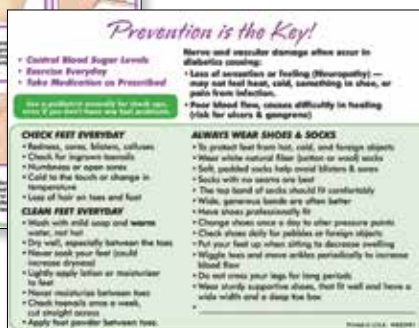 Prevention is the Key!
• Control Blood Sugar Levels
• Exercise Everyday
• Take Medication as Prescribed
See a podiatrist annually for check ups,
even if you don't have any foot problems.
Nerve and vascular damage often occur in
diabetics causing:
• Loss of sensation or feeling (Neuropathy) —
may not feel heat, cold, something in shoe, or
pain from infection.
• Poor blood flow, causes difficulty in healing
(risk for ulcers & gangrene)
CHECK FEET EVERYDAY
• Redness, sores, blisters, calluses
• Check for ingrown toenails
• Numbness or open sores
• Cold to the touch or change in
temperature
• Loss of hair on toes and foot
CLEAN FEET EVERYDAY
• Wash with mild soap and warm
water, not hot
• Dry well, especially between the toes
• Never soak your feet (could
increase dryness)
• Lightly apply lotion or moisturizer
to feet
• Never moisturize between toes
• Check toenails once a week,
cut straight across
• Apply foot powder between toes
ALWAYS WEAR SHOES & SOCKS
• To protect feet from hot, cold, and foreign objects
• Wear white natural fiber (cotton or wool) socks
• Soft, padded socks help avoid blisters & sores
• Socks with no seams are best
• The top band of socks should fit comfortably
• Wide, generous bands are often better
• Have shoes professionally fit
• Change shoes once a day to alter pressure points
• Check shoes daily for pebbles or foreign objects
• Put your feet up when sitting to decrease swelling
• Wiggle toes and move ankles periodically to increase
blood flow
• Do not cross your legs for long periods
• Wear sturdy supportive shoes, that fit well and have a
wide width and a deep toe box
Printed in U.S.A.